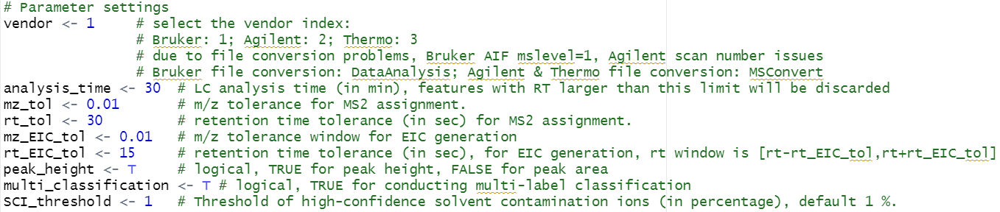 # Parameter settings
vendor <- 1     # select the vendor index:
                # Bruker: 1; Agilent: 2; Thermo: 3
                # due to file conversion problems, Bruker AIF mslevel=1, Agilent scan number issues
                # Bruker file conversion: DataAnalysis; Agilent & Thermo file conversion: MSConvert
analysis_time <- 30  # LC analysis time (in min), features with RT larger than this limit will be discarded
mz_tol <- 0.01       # m/z tolerance for MS2 assignment.
rt_tol <- 30         # retention time tolerance (in sec) for MS2 assignment.
mz_EIC_tol <- 0.01   # m/z tolerance window for EIC generation
rt_EIC_tol <- 15     # retention time tolerance (in sec), for EIC generation, rt window is [rt-rt_EIC_tol,rt+rt_EIC_tol]
peak_height <- T     # logical, TRUE for peak height, FALSE for peak area
multi_classification <- T # logical, TRUE for conducting multi-label classification
SCI_threshold <- 1   # Threshold of high-confidence solvent contamination ions (in percentage), default 1 %.